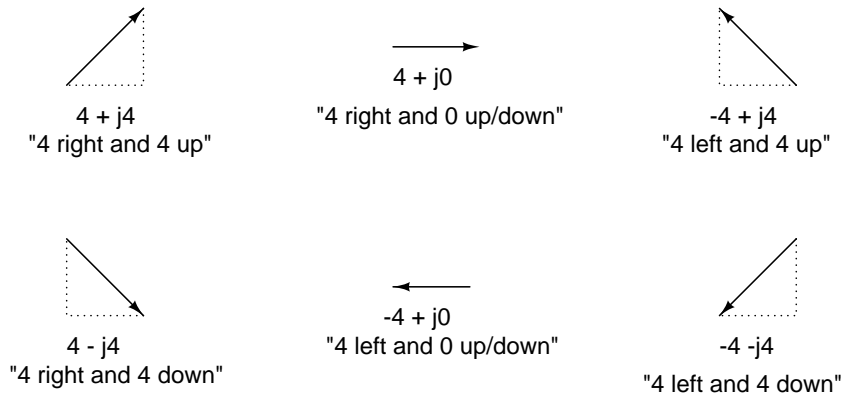 4 + j4
"4 right and 4 up"
4 + j0
"4 right and 0 up/down"
-4 + j4
"4 left and 4 up"
4 - j4
"4 right and 4 down"
-4 + j0
"4 left and 0 up/down"
-4 -j4
"4 left and 4 down"